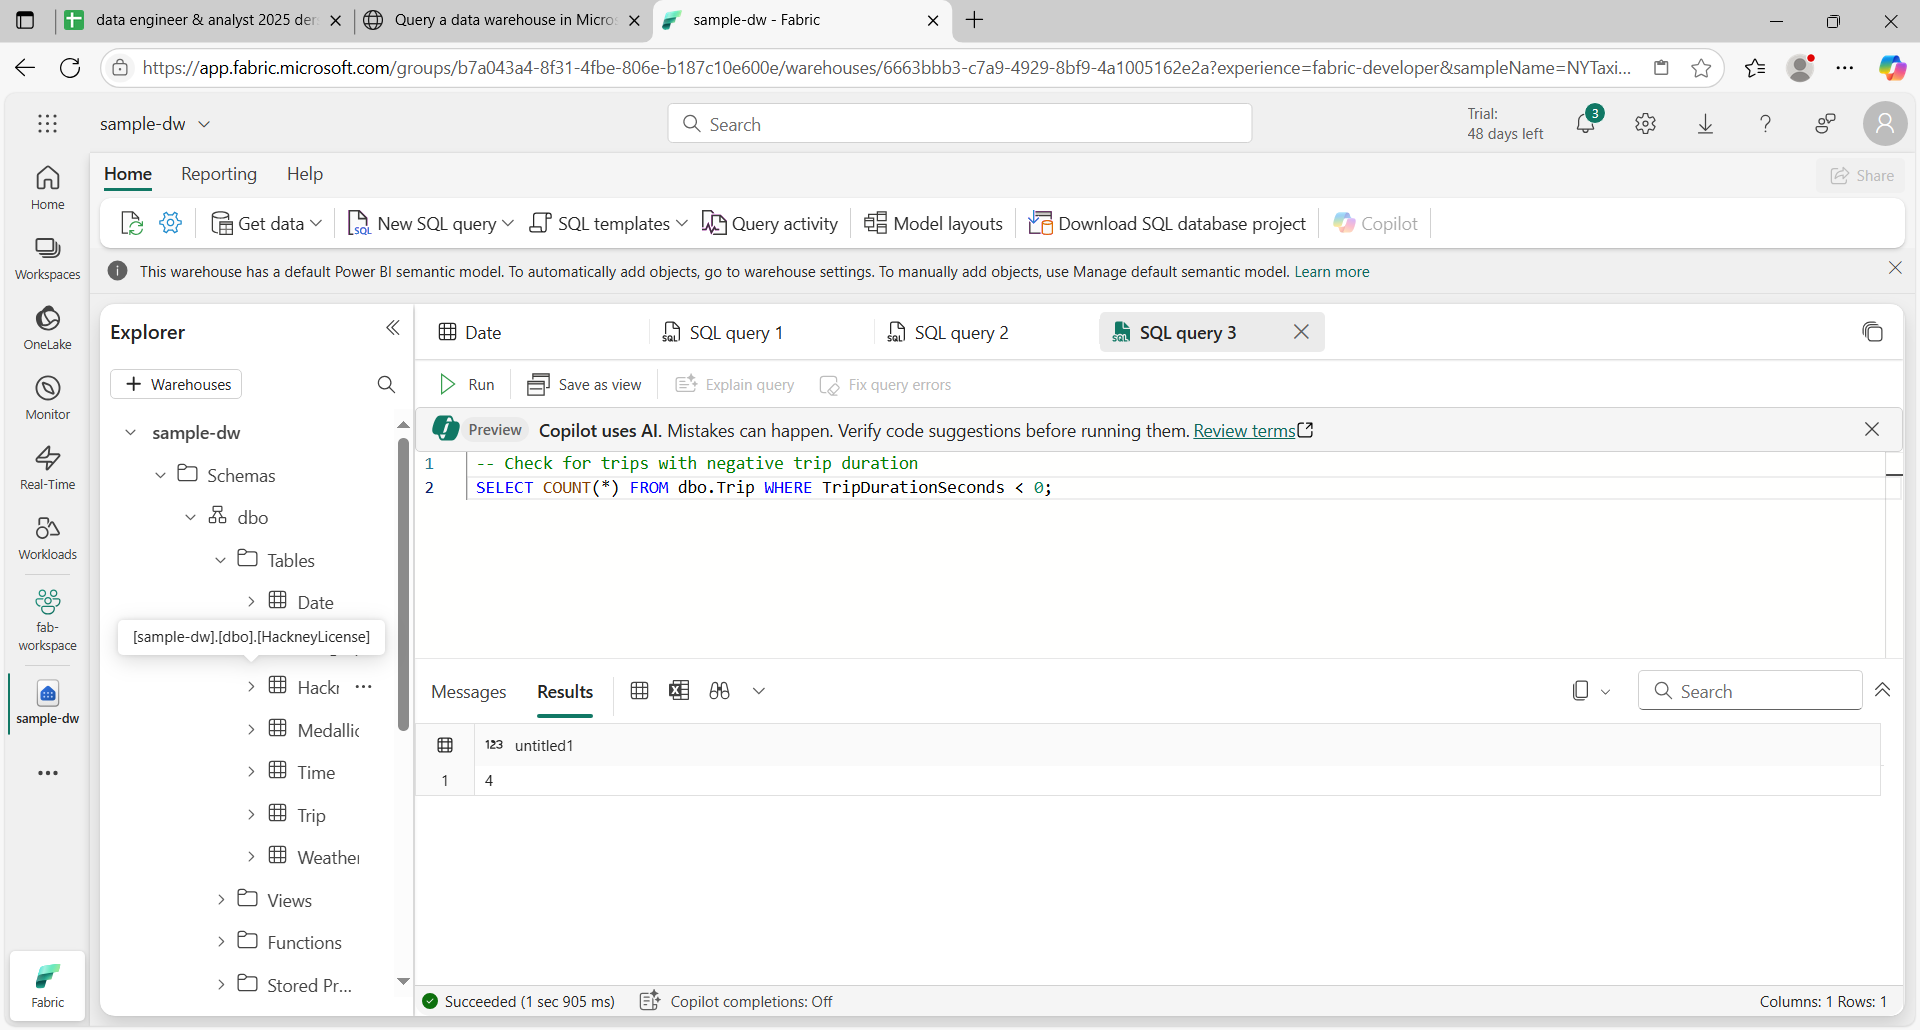 data engineer & analyst 2025 der
Query a data warehouse in Micros
sample-dw - Fabric
https://app.fabric.microsoft.com/groups/b7a043a4-8f31-4fbe-806e-b187c10e600e/warehouses/6663bbb3-c7a9-4929-8bf9-4a1005162e2a?experience=fabric-developer&sampleName=NYTaxi...
sample-dw
Search
Trial:
48 days left
3
Home
Workspaces
OneLake
Monitor
Real-Time
Workloads
fab-
workspace
sample-dw
Fabric
Home Reporting Help
Share
Get data
New SQL query
SQL templates
Query activity
Model layouts
Download SQL database project
Copilot
This warehouse has a default Power BI semantic model. To automatically add objects, go to warehouse settings. To manually add objects, use Manage default semantic model. Learn more
Explorer
+ Warehouses
sample-dw
Schemas
dbo
Tables
Date
[sample-dw].[dbo].[HackneyLicense]
Hackr ...
Medallic
Time
Trip
Weather
Views
Functions
Stored Pr...
Date
SQL query 1
SQL query 2
SQL query 3
Run
Save as view
Explain query
Fix query errors
Preview Copilot uses AI. Mistakes can happen. Verify code suggestions before running them. Review terms
1 -- Check for trips with negative trip duration
2 SELECT COUNT(*) FROM dbo.Trip WHERE TripDurationSeconds < 0;
Messages Results
Search
123 untitled1
1 4
Succeeded (1 sec 905 ms)
Copilot completions: Off
Columns: 1 Rows: 1